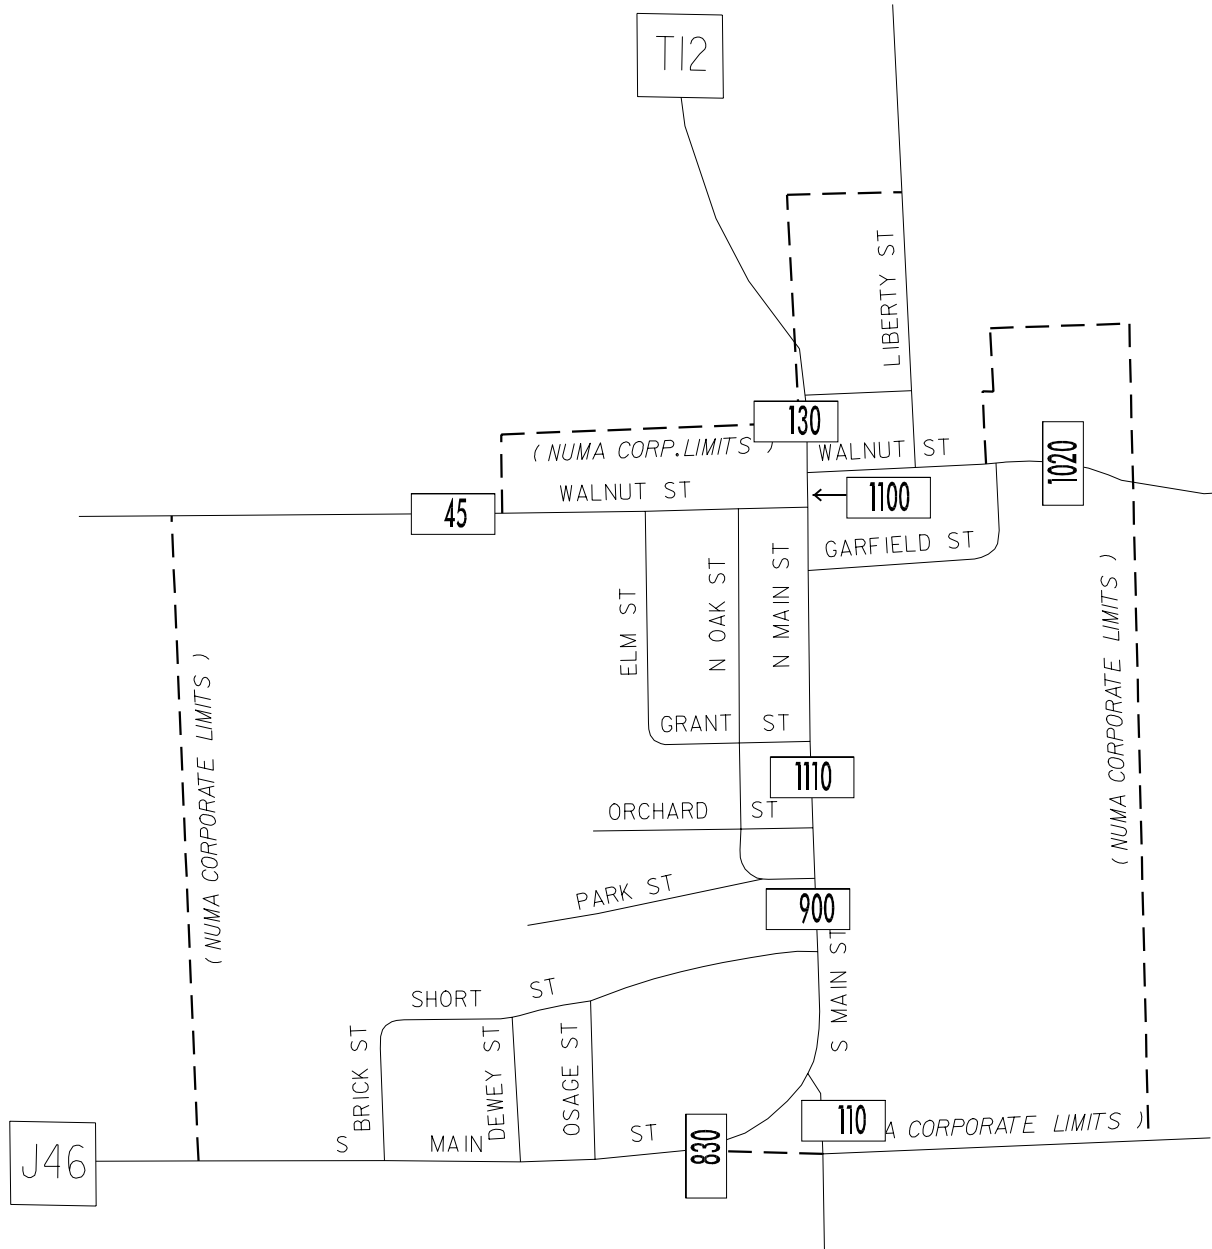 T12
LIBERTY ST
130
( NUMA CORP. LIMITS )
WALNUT ST
1020
45
WALNUT ST
1100
GARFIELD ST
ELM ST
N OAK ST
N MAIN ST
( NUMA CORPORATE LIMITS )
( NUMA CORPORATE LIMITS )
GRANT ST
1110
ORCHARD ST
PARK ST
900
S MAIN ST
SHORT ST
BRICK ST
DEWEY ST
OSAGE ST
S MAIN ST
830
110
A CORPORATE LIMITS )
J46